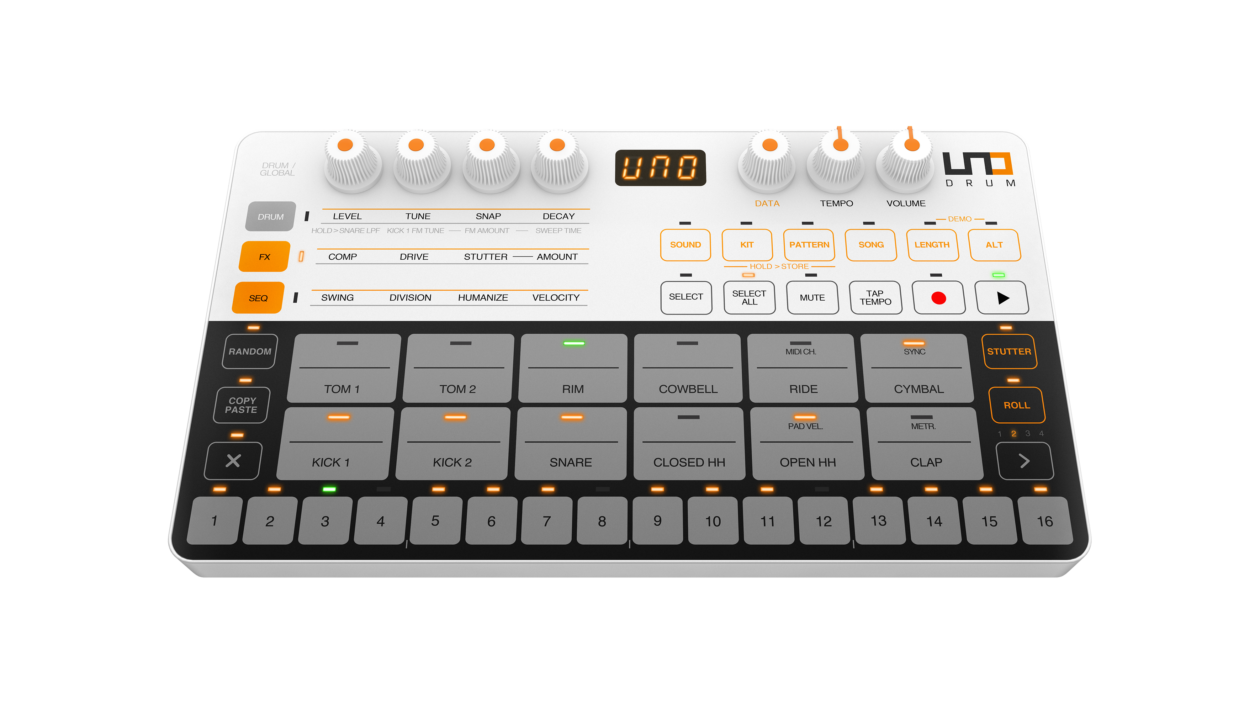 DRUM /
GLOBAL
uno
UNO
DRUM
DATA
TEMPO
VOLUME
DRUM
LEVEL
TUNE
SNAP
DECAY
HOLD > SNARE LPF
KICK 1 FM TUNE
FM AMOUNT
SWEEP TIME
DEMO
SOUND
KIT
PATTERN
SONG
LENGTH
ALT
FX
COMP
DRIVE
STUTTER
AMOUNT
HOLD > STORE
SEQ
SWING
DIVISION
HUMANIZE
VELOCITY
SELECT
SELECT
ALL
MUTE
TAP
TEMPO
RANDOM
TOM 1
TOM 2
RIM
COWBELL
MIDI CH.
RIDE
SYNC
CYMBAL
STUTTER
COPY
PASTE
ROLL
1 2 3 4
KICK 1
KICK 2
SNARE
CLOSED HH
PAD VEL.
OPEN HH
METR.
CLAP
1
2
3
4
5
6
7
8
9
10
11
12
13
14
15
16